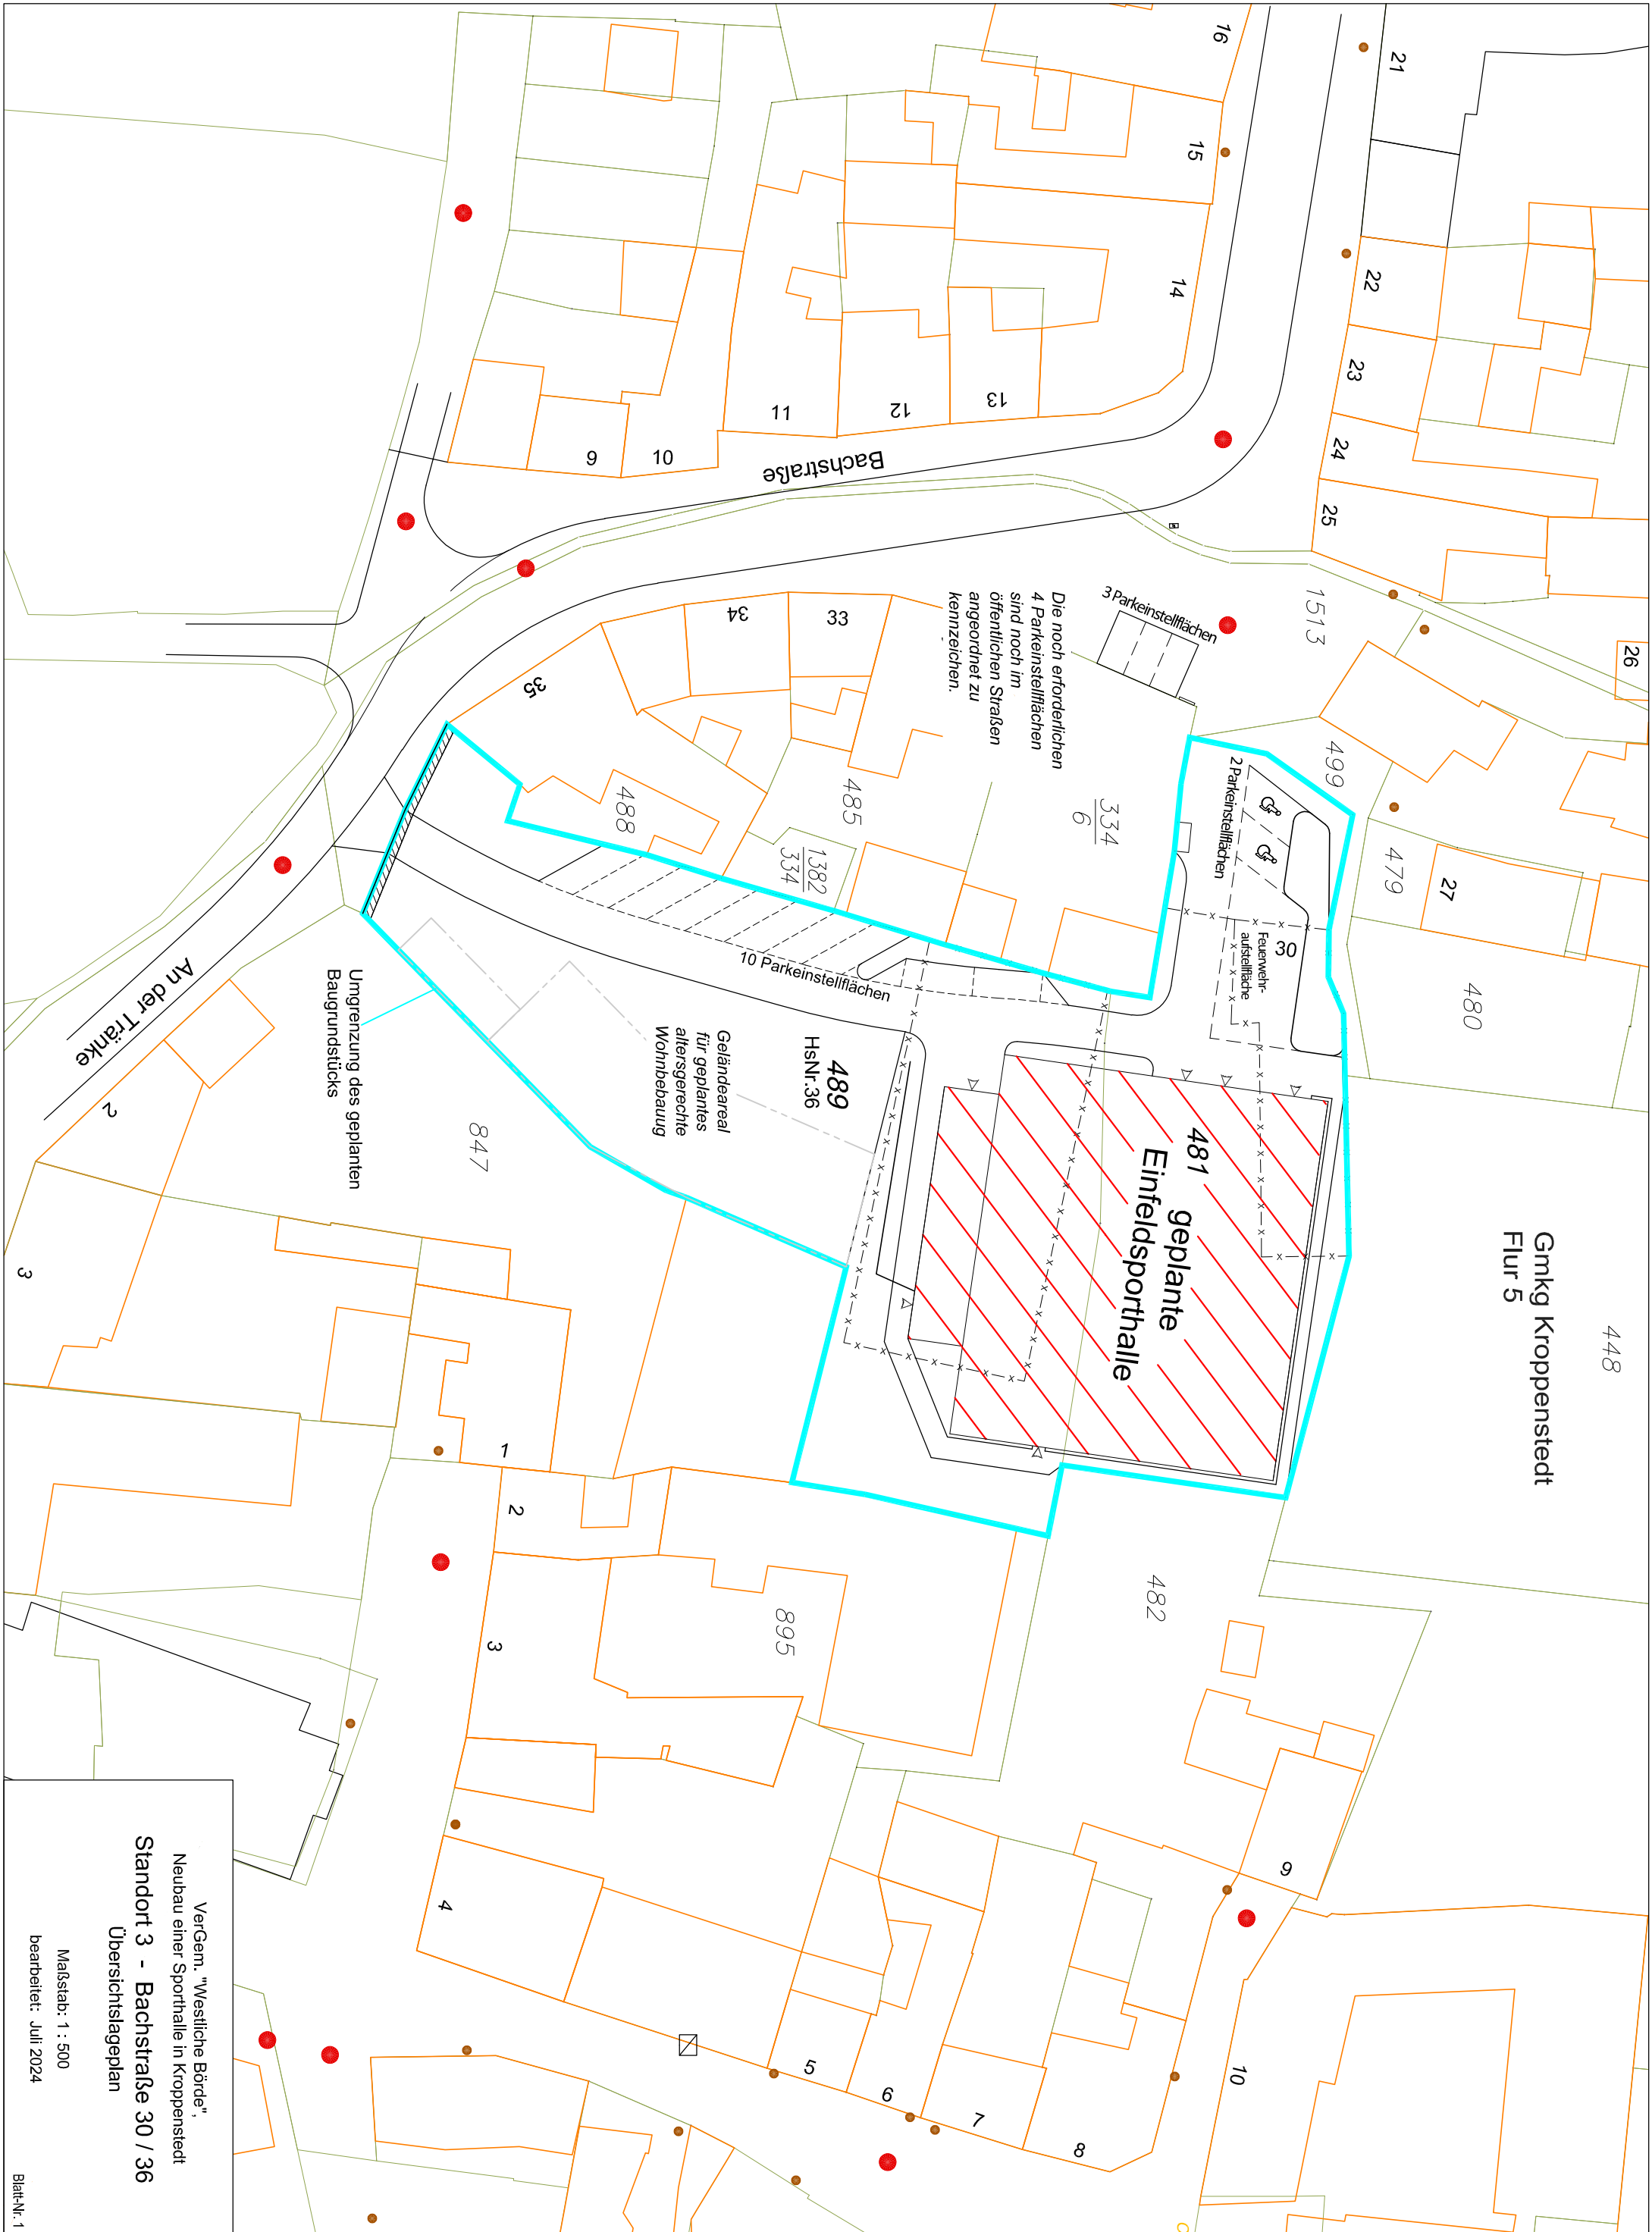 Gmkg Kroppenstedt
Flur 5
448
21
22
23
24
25
26
27
16
15
14
13
12
11
10
9
Bachstraße
1513
499
479
480
3 Parkeinstellflächen
2 Parkeinstellflächen
Feuerwehr-
aufstellfläche
30
334
6
Die noch erforderlichen
4 Parkeinstellflächen
sind noch im
öffentlichen Straßen
angeordnet zu
kennzeichen.
33
34
35
485
488
1382
334
10 Parkeinstellflächen
481
geplante
Einfeldsporthalle
489
HsNr.36
Geländeareal
für geplantes
altersgerechte
Wohnbebauug
Umgrenzung des geplanten
Baugrundstücks
An der Tränke
847
2
3
1
2
3
4
895
482
5
6
7
8
9
10
VerGem. "Westliche Börde",
Neubau einer Sporthalle in Kroppenstedt
Standort 3 - Bachstraße 30 / 36
Übersichtslageplan
Maßstab: 1 : 500
bearbeitet: Juli 2024
Blatt-Nr. 1